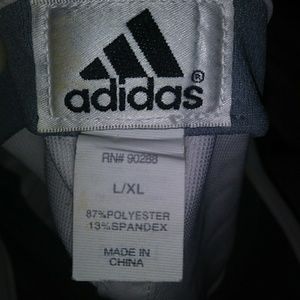 adidas®
RN# 90288
L/XL
87%POLYESTER
13%SPANDEX
MADE IN
CHINA